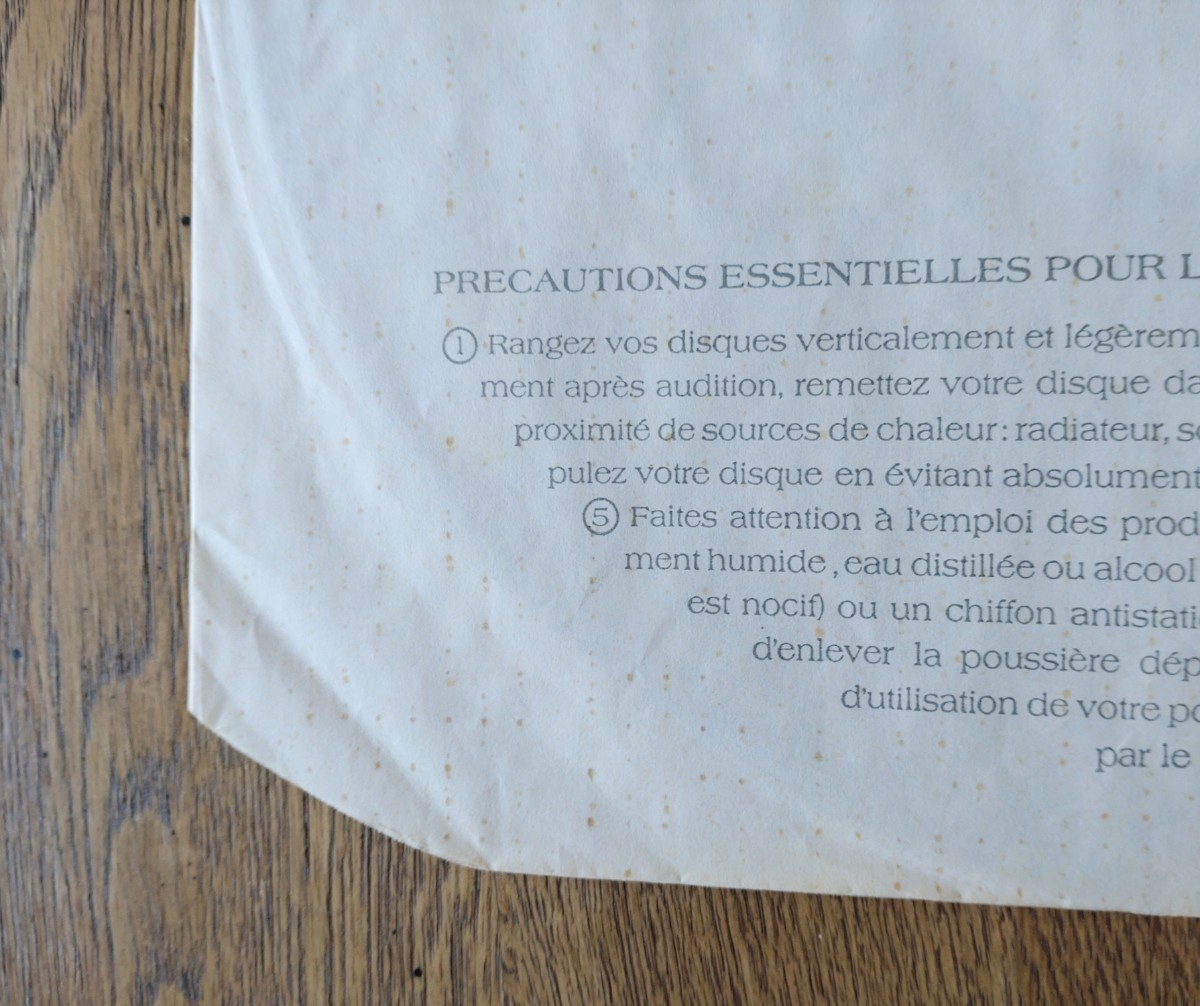 PRECAUTIONS ESSENTIELLES POUR L
① Rangez vos disques verticalement et légèrem
ment après audition, remettez votre disque da
proximité de sources de chaleur: radiateur, so
pulez votre disque en évitant absolument
⑤ Faites attention à l'emploi des prod
ment humide, eau distillée ou alcool
est nocif) ou un chiffon antistati
d'enlever la poussière dép
d'utilisation de votre po
par le